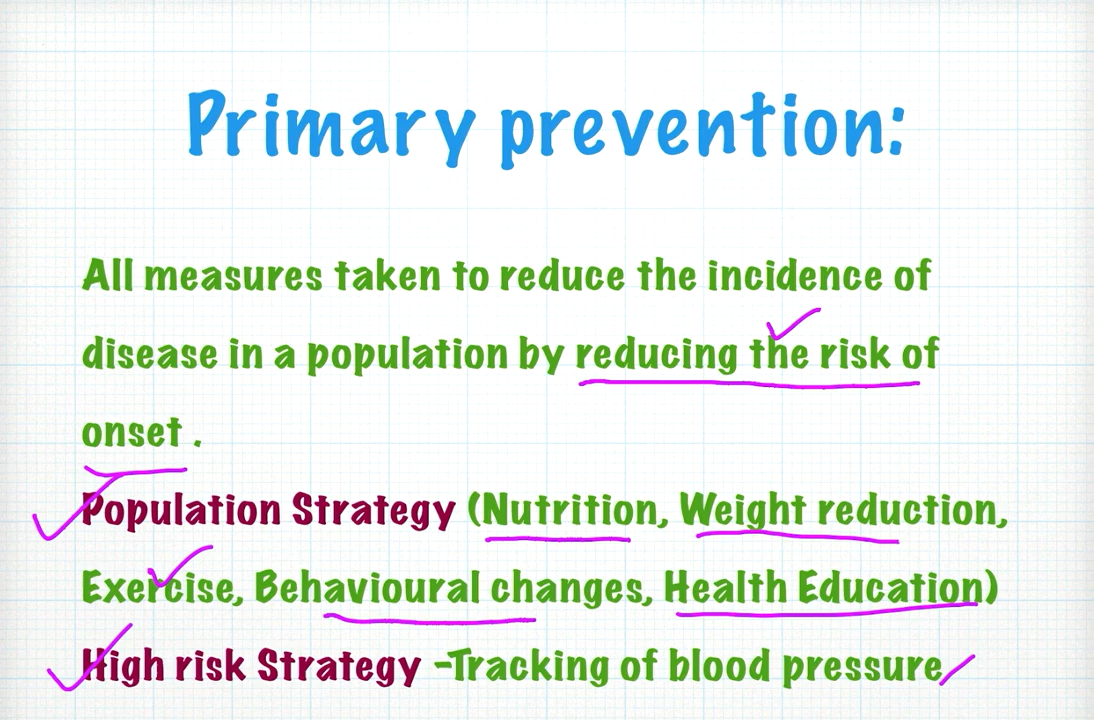 Primary prevention:
All measures taken to reduce the incidence of
disease in a population by reducing the risk of
onset .
Population Strategy (Nutrition, Weight reduction,
Exercise, Behavioural changes, Health Education)
High risk Strategy -Tracking of blood pressure